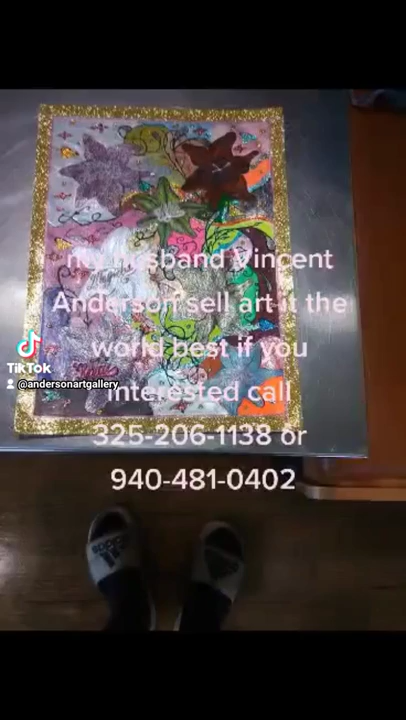 my husband Vincent
Anderson sell art it the
world best if you
interested call
325-206-1138 or
940-481-0402
TikTok
@andersonartgallery